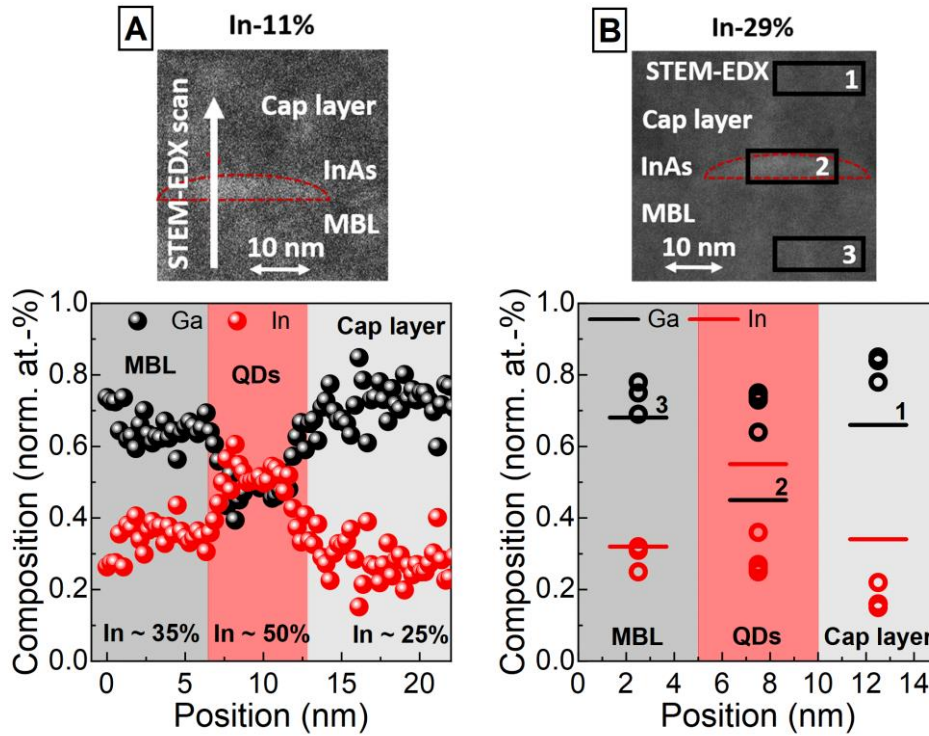 A
In-11%
STEM-EDX scan
Cap layer
InAs
MBL
10 nm
Composition (norm. at.-%)
1.0
0.8
0.6
0.4
0.2
0.0
Ga
In
MBL
QDs
Cap layer
In ~ 35%
In ~ 50%
In ~ 25%
0
5
10
15
20
Position (nm)
B
In-29%
STEM-EDX
1
Cap layer
InAs
2
MBL
10 nm
3
Composition (norm. at.-%)
1.0
0.8
0.6
0.4
0.2
0.0
Ga
In
3
2
1
MBL
QDs
Cap layer
0
2
4
6
8
10
12
14
Position (nm)